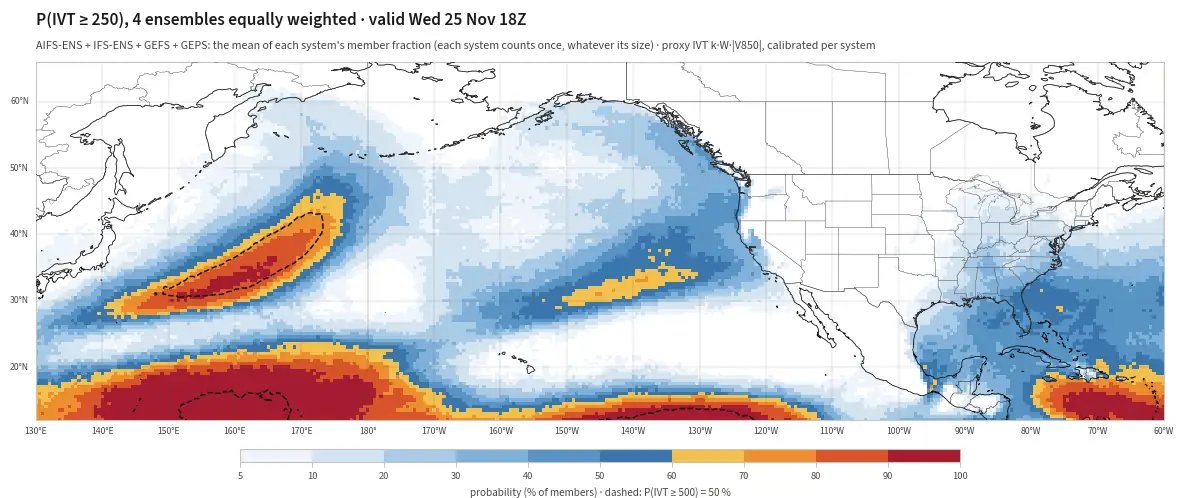 P(IVT ≥ 250), 4 ensembles equally weighted · valid Wed 25 Nov 18Z
AIFS-ENS + IFS-ENS + GEFS + GEPS: the mean of each system's member fraction (each system counts once, whatever its size) · proxy IVT k·W·|V850|, calibrated per system
60°N
50°N
40°N
30°N
20°N
130°E 140°E 150°E 160°E 170°E 180° 170°W 160°W 150°W 140°W 130°W 120°W 110°W 100°W 90°W 80°W 70°W 60°W
5 10 20 30 40 50 60 70 80 90 100
probability (% of members) · dashed: P(IVT ≥ 500) = 50 %